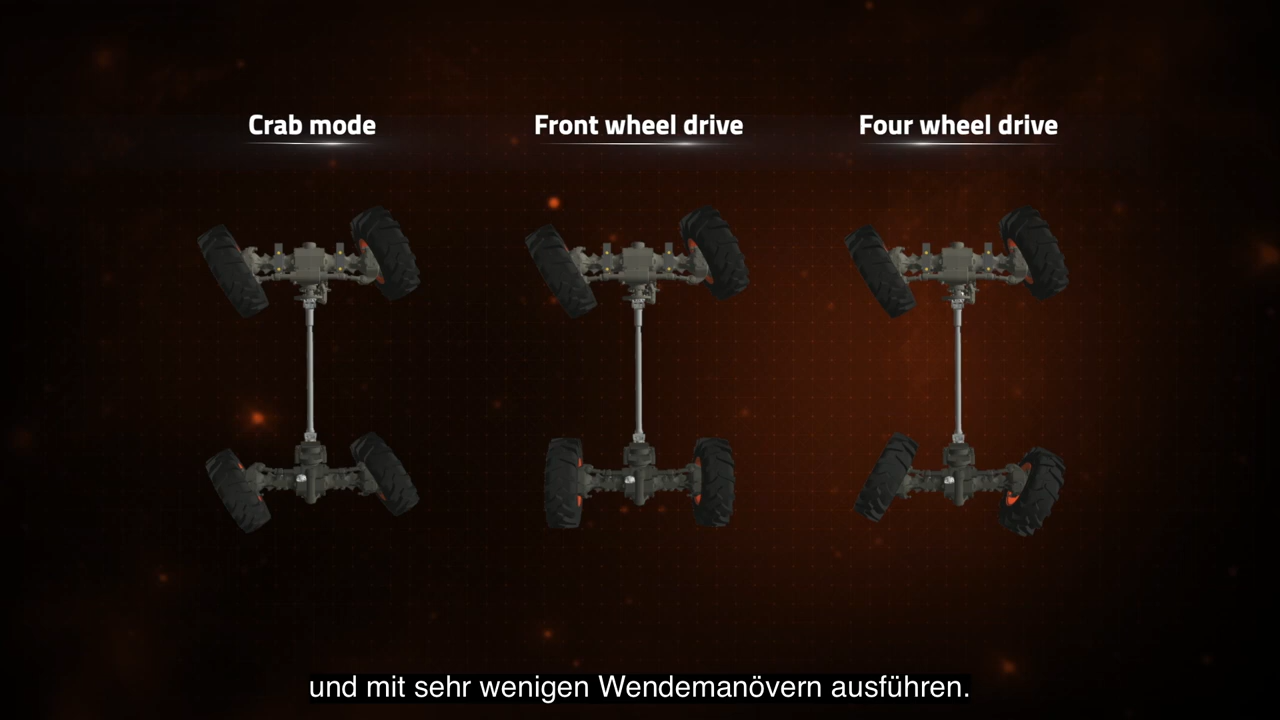 Crab mode
Front wheel drive
Four wheel drive
und mit sehr wenigen Wendemanövern ausführen.